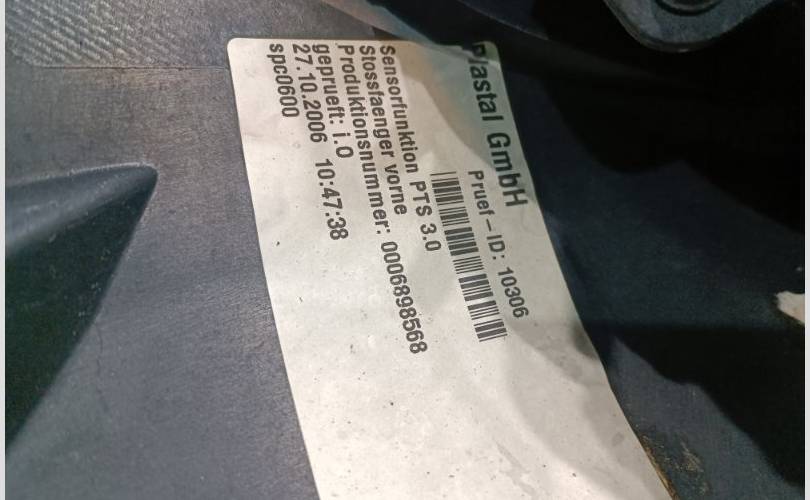 Plastal GmbH
Pruef-ID: 10306
Sensorfunktion PTS 3.0
Stossfaenger vorne
Produktionsnummer: 0006898568
geprueft: i.O
27.10.2006 10:47:38
spc0600